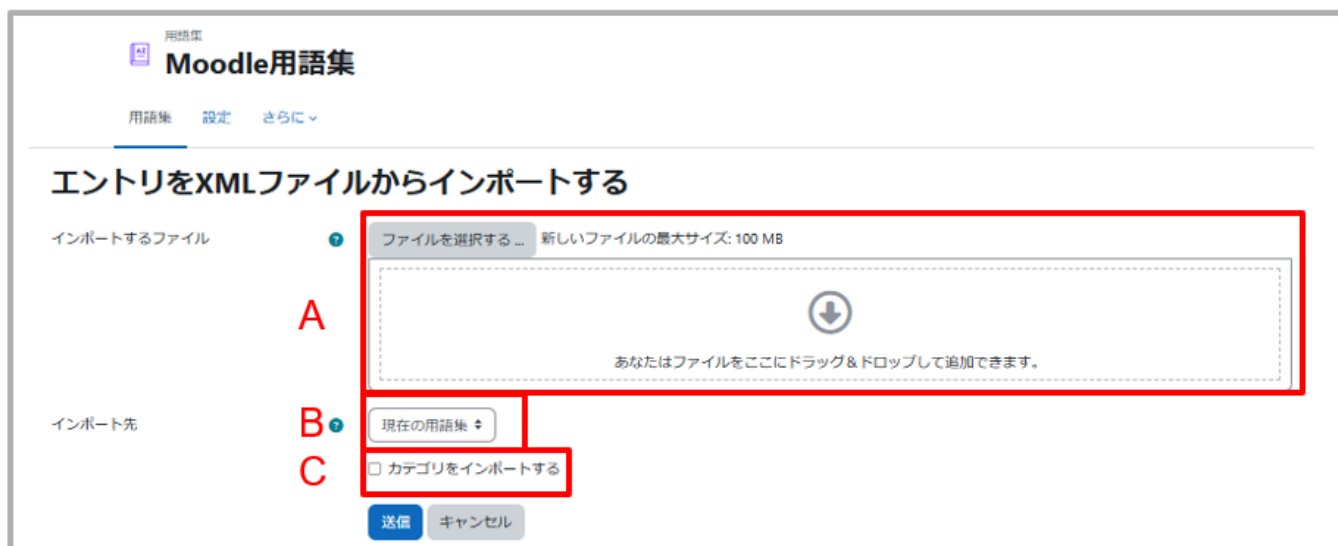 用語集
Moodle用語集
用語集 設定 さらに
エントリをXMLファイルからインポートする
インポートするファイル ? ファイルを選択する ... 新しいファイルの最大サイズ: 100 MB
A
あなたはファイルをここにドラッグ&ドロップして追加できます。
インポート先 B ? 現在の用語集
C カテゴリをインポートする
送信 キャンセル